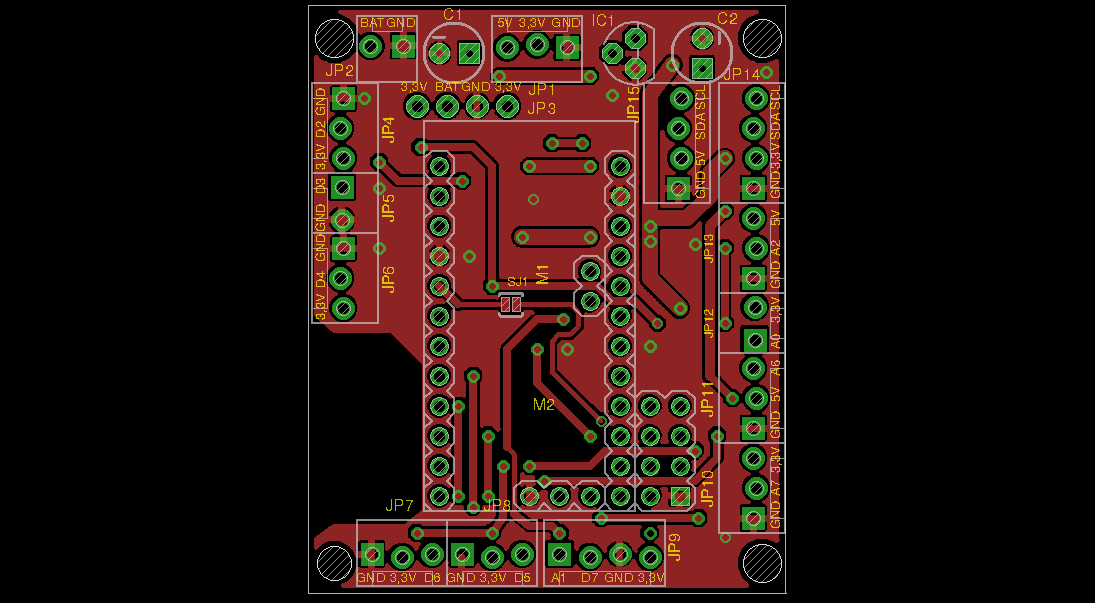 BAT GND
C1
5V 3,3V GND
IC1
C2
JP2
JP1
JP14
3,3V BAT GND 3,3V
JP3
JP15
GND
D2
3,3V
JP4
D3
GND
JP5
GND
D4
3,3V
JP6
SCL
SDA
5V
GND
SCL
SDA
3,3V
GND
5V
A2
GND
JP13
3,3V
A0
JP12
A6
5V
GND
JP11
3,3V
A7
GND
JP10
M1
SJ1
M2
JP7
JP8
JP9
GND 3,3V D6
GND 3,3V D5
A1 D7 GND 3,3V